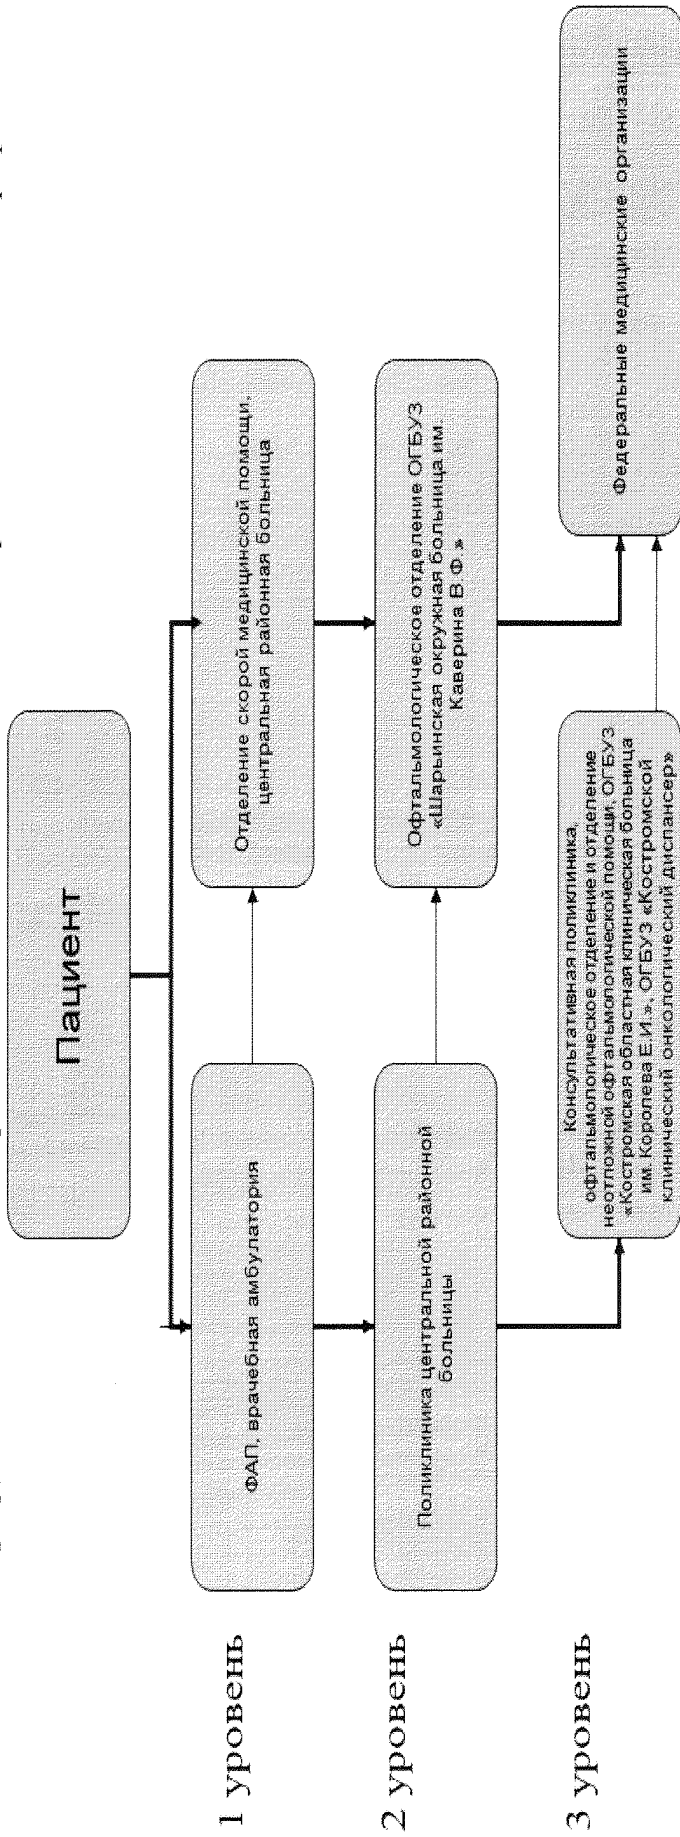 Пациент
1 уровень
ФАП, врачебная амбулатория
Отделение скорой медицинской помощи,
центральная районная больница
2 уровень
Поликлиника центральной районной
больницы
Офтальмологическое отделение ОГБУЗ
«Шарьинская окружная больница им.
Каверина В.Ф.»
3 уровень
Консультативная поликлиника,
офтальмологическое отделение и отделение
неотложной офтальмологической помощи, ОГБУЗ
«Костромская областная клиническая больница
им. Королева Е.И.», ОГБУЗ «Костромской
клинический онкологический диспансер»
Федеральные медицинские организации